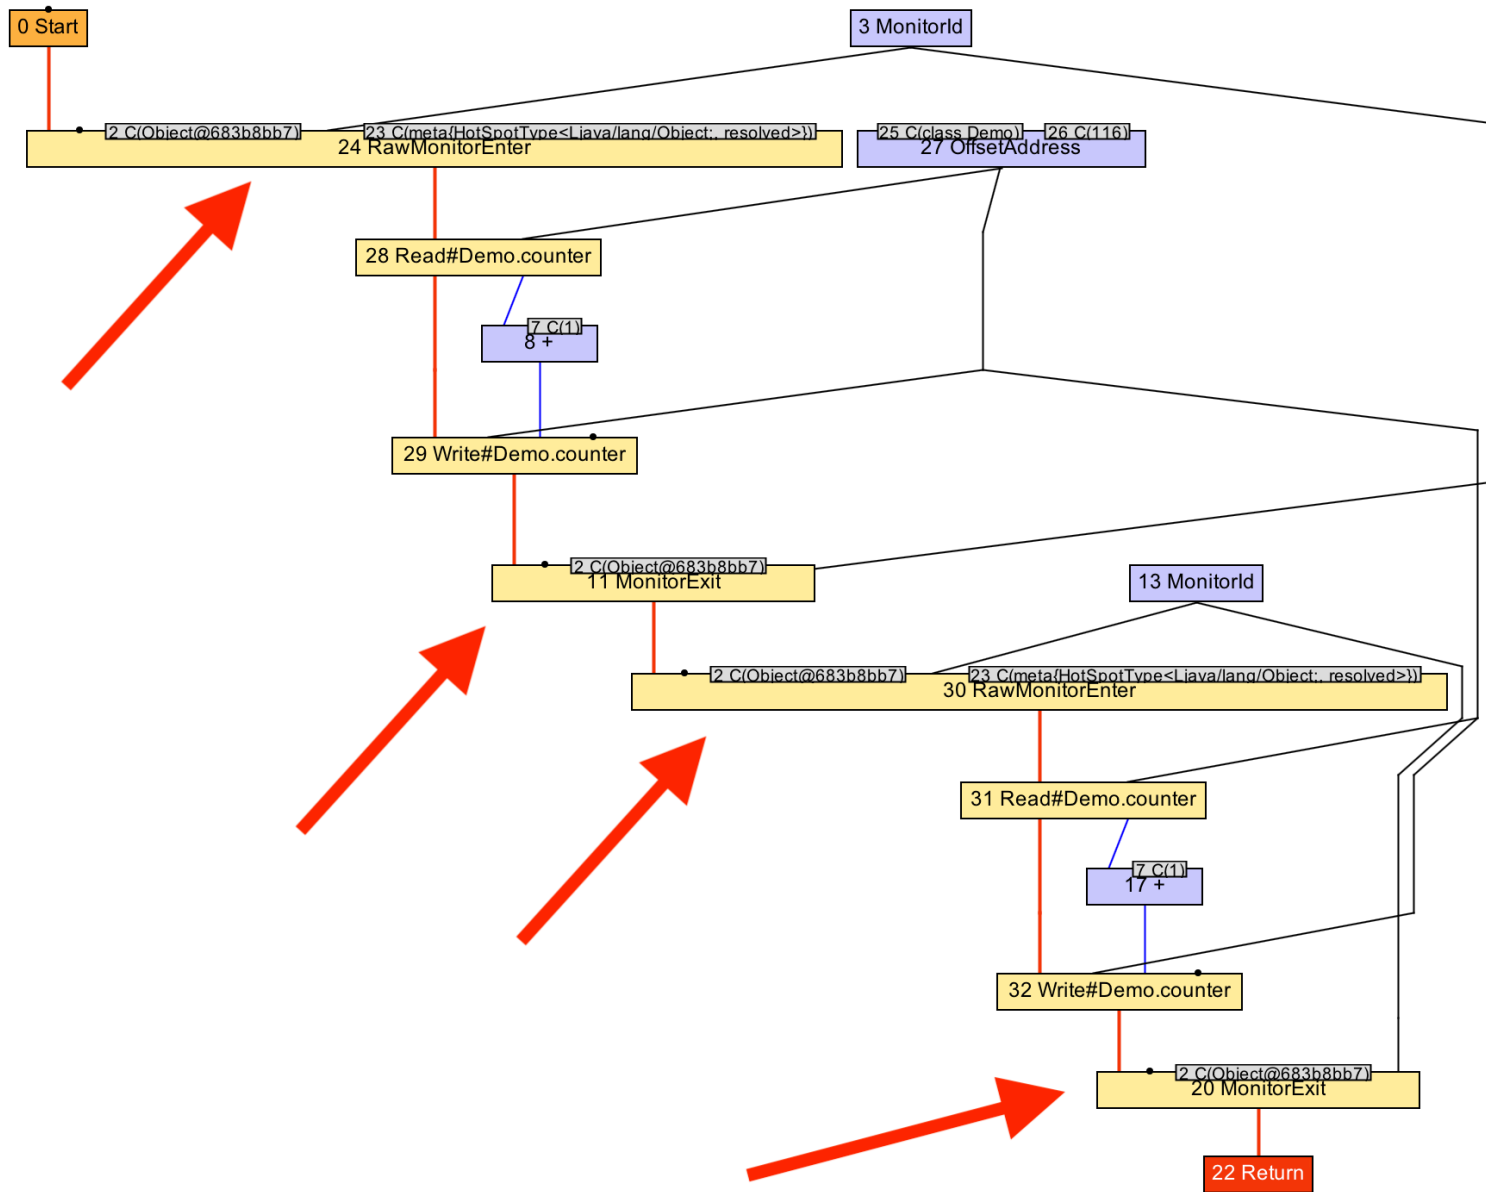 0 Start
3 MonitorId
2 C(Object@683b8bb7)
23 C(meta{HotSpotType<Ljava/lang/Object;, resolved>})
24 RawMonitorEnter
25 C(class Demo)
26 C(116)
27 OffsetAddress
28 Read#Demo.counter
7 C(1)
8 +
29 Write#Demo.counter
2 C(Object@683b8bb7)
11 MonitorExit
13 MonitorId
2 C(Object@683b8bb7)
23 C(meta{HotSpotType<Ljava/lang/Object;, resolved>})
30 RawMonitorEnter
31 Read#Demo.counter
7 C(1)
17 +
32 Write#Demo.counter
2 C(Object@683b8bb7)
20 MonitorExit
22 Return